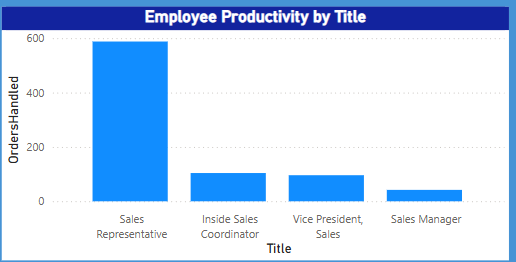 Employee Productivity by Title
OrdersHandled
600
400
200
0
Sales
Representative
Inside Sales
Coordinator
Vice President,
Sales
Sales Manager
Title